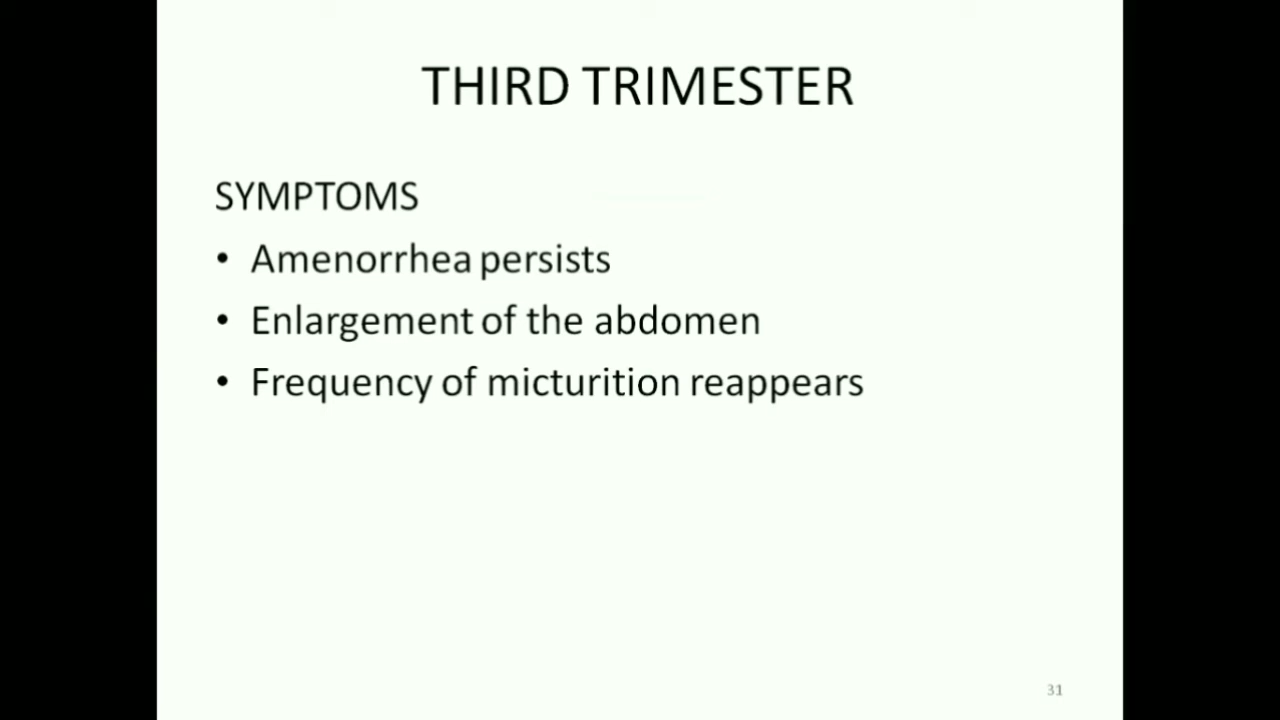 THIRD TRIMESTER
SYMPTOMS
• Amenorrhea persists
• Enlargement of the abdomen
• Frequency of micturition reappears
31